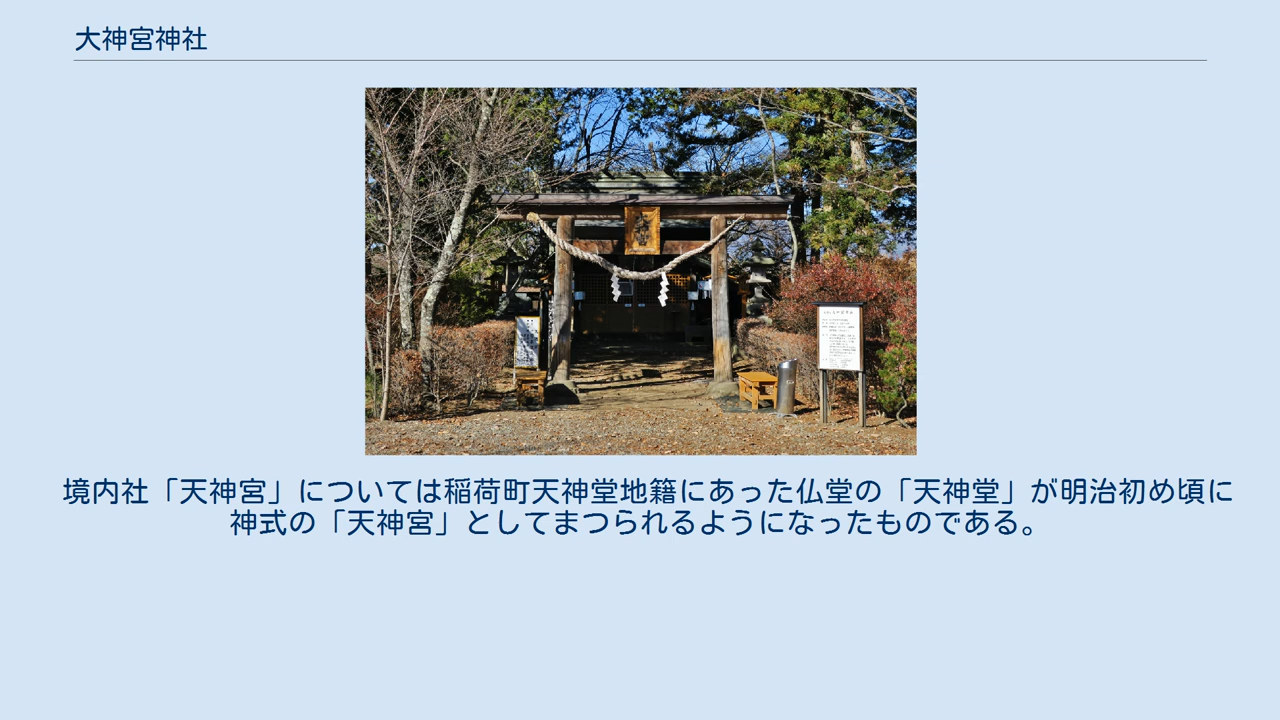 大神宮神社
境内社「天神宮」については稲荷町天神堂地籍にあった仏堂の「天神堂」が明治初め頃に
神式の「天神宮」としてまつられるようになったものである。